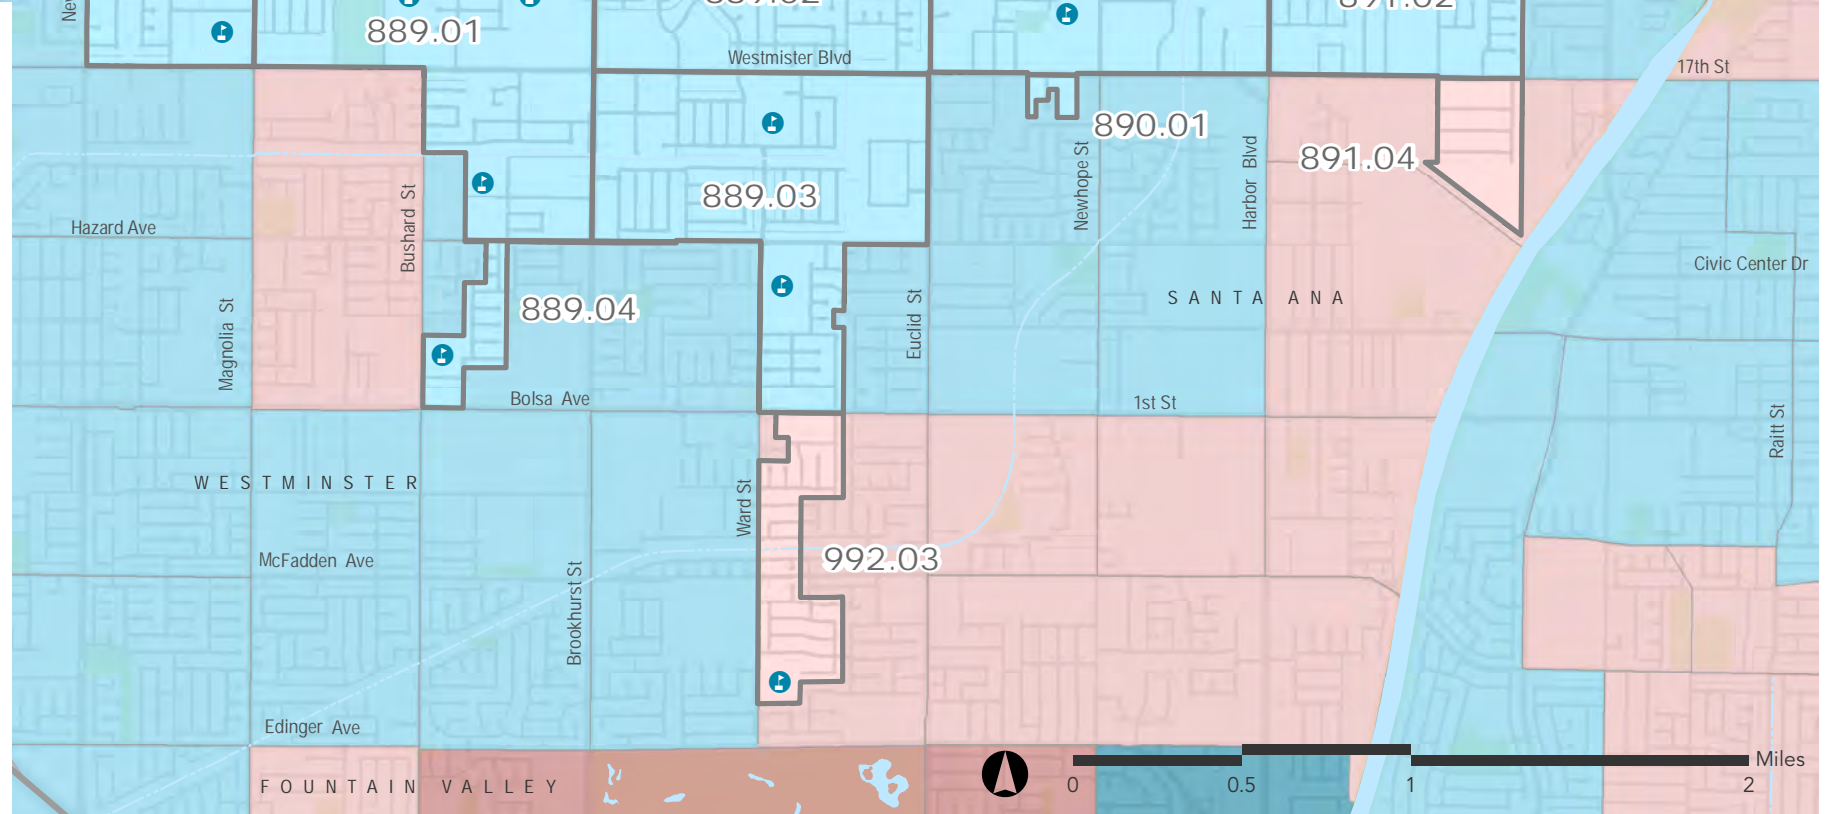 889.01
Westmister Blvd
17th St
890.01
891.04
889.03
Newhope St
Harbor Blvd
Bushard St
Hazard Ave
Civic Center Dr
SANTA ANA
889.04
Euclid St
Magnolia St
Bolsa Ave
1st St
Raitt St
WESTMINSTER
Ward St
McFadden Ave
992.03
Brookhurst St
Edinger Ave
FOUNTAIN VALLEY
Miles
0 0.5 1 2